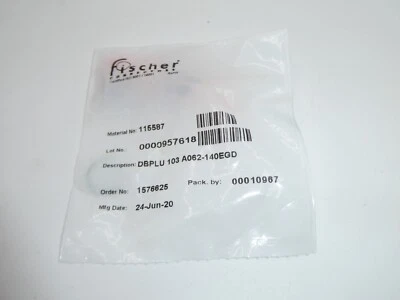 fischer®
CONNECTORS
Material Nr: 115587
Lot No.: 0000957618
Description: DBPLU 103 A062-140EGD
Order No: 1576625 Pack. by: 00010967
Mfg Date: 24-Jun-20